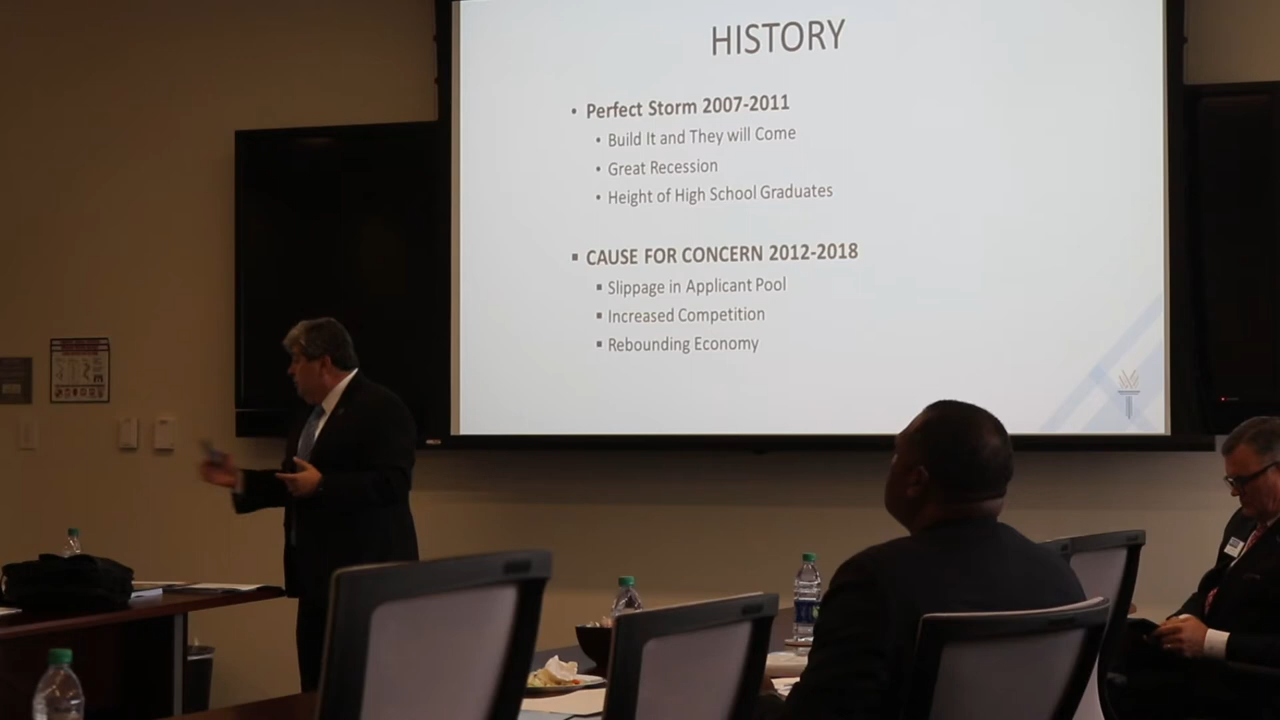 HISTORY
• Perfect Storm 2007-2011
• Build It and They will Come
• Great Recession
• Height of High School Graduates
▪ CAUSE FOR CONCERN 2012-2018
▪ Slippage in Applicant Pool
▪ Increased Competition
▪ Rebounding Economy